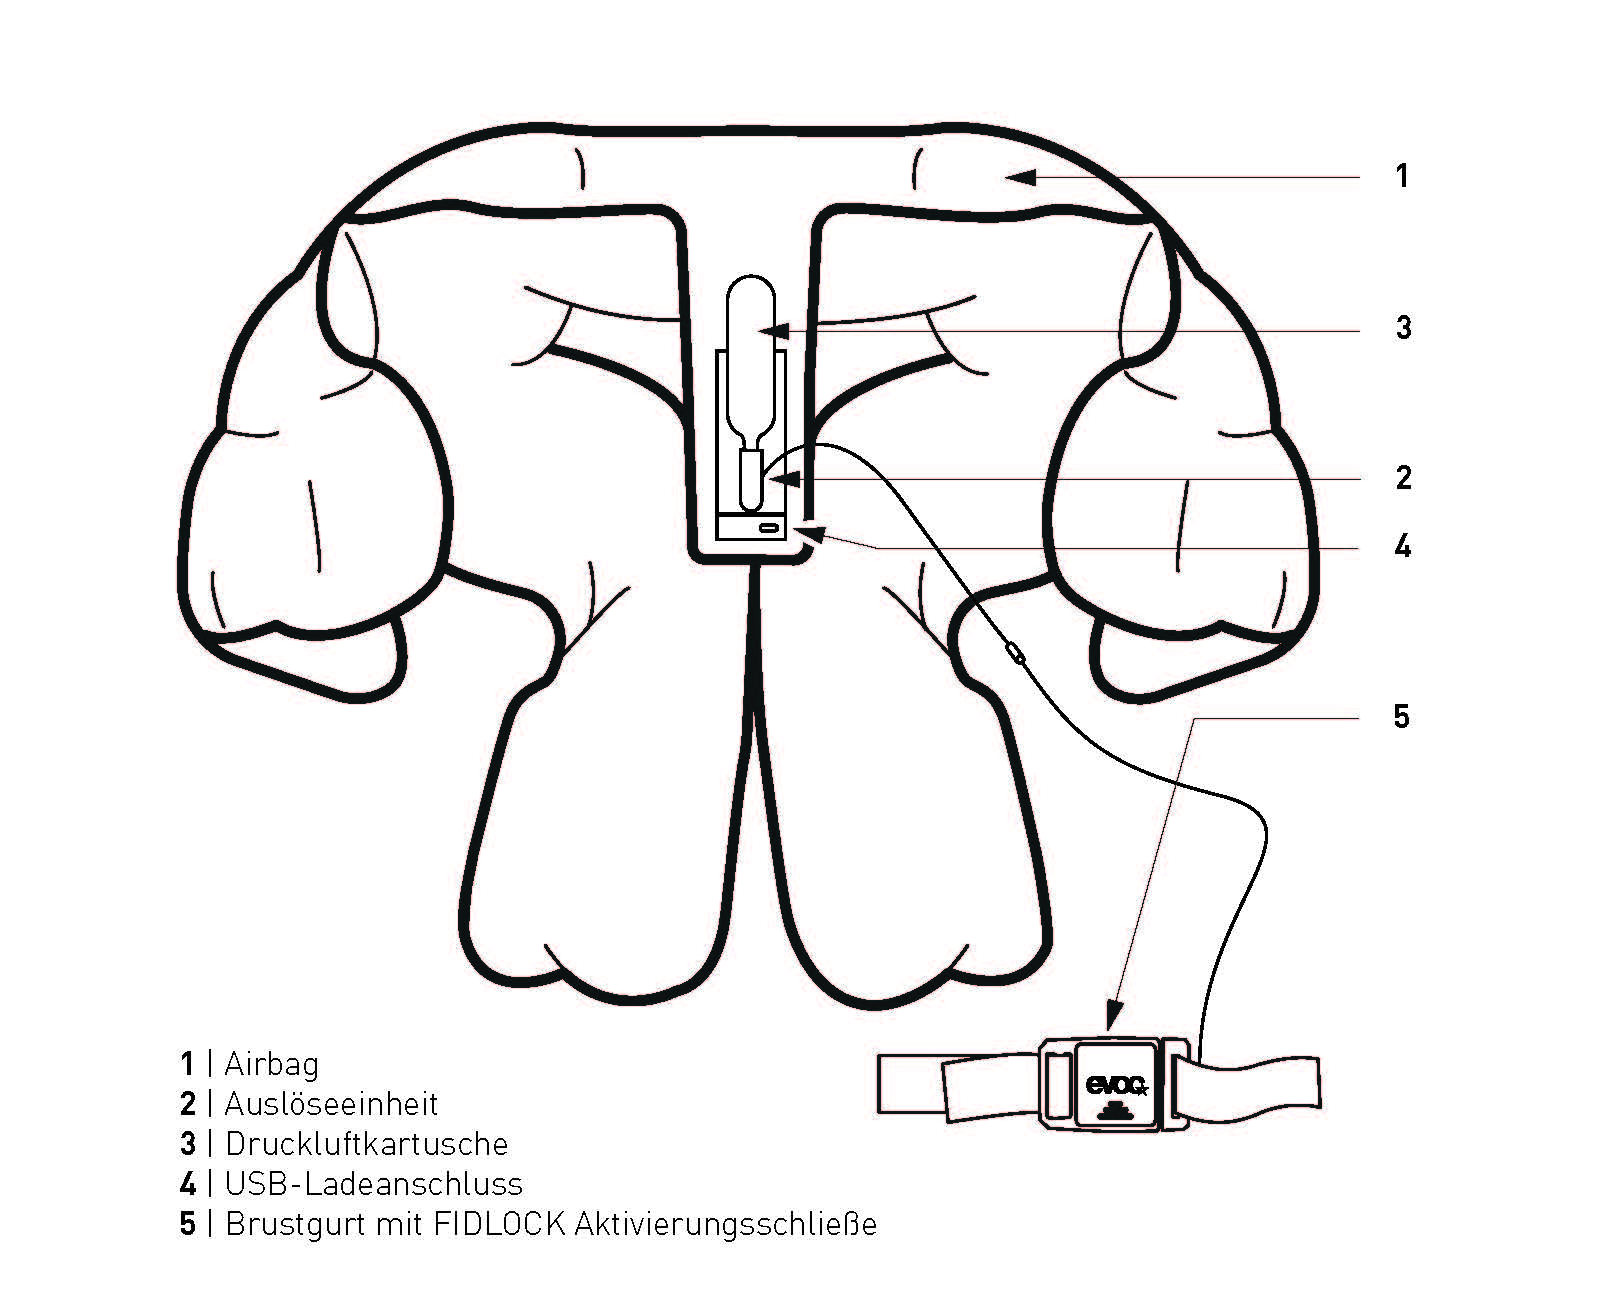 1
3
2
4
5
evoc
1 | Airbag
2 | Auslöseeinheit
3 | Druckluftkartusche
4 | USB-Ladeanschluss
5 | Brustgurt mit FIDLOCK Aktivierungsschließe